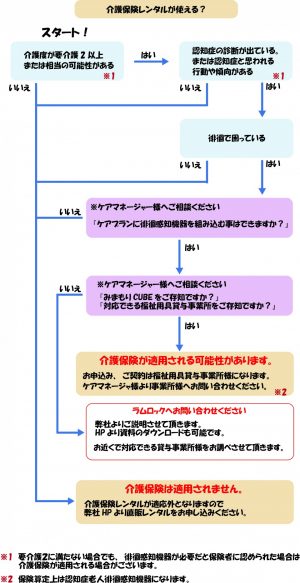 介護保険レンタルが使える？
スタート！
介護度が要介護２以上
または相当の可能性がある
※1
はい
認知症の診断が出ている。
または認知症と思われる
行動や傾向がある
※1
いいえ
いいえ
はい
徘徊で困っている
いいえ
はい
※ケアマネージャー様へご相談ください
「ケアプランに徘徊感知機器を組み込む事はできますか？」
いいえ
はい
※ケアマネージャー様へご相談ください
「みまもりCUBEをご存知ですか？」
「対応できる福祉用具貸与事業所をご存知ですか？」
いいえ
はい
介護保険が適用される可能性があります。
お申込み、ご契約は福祉用具貸与事業所様になります。
ケアマネージャ様より事業所様へお問い合わせください。
※2
ラムロックへお問い合わせください
弊社よりご説明させて頂きます。
HPより資料のダウンロードも可能です。
お近くで対応できる貸与事業所様をお調べさせて頂きます。
介護保険は適用されません。
介護保険レンタルが適応外となりますので
弊社HPより直販レンタルをお申しこみください。
※1 要介護2に満たない場合でも、徘徊感知機器が必要だと保険者に認められた場合は
介護保険が適用される場合がございます。
※2 保険算定上は認知症老人徘徊感知機器になります。